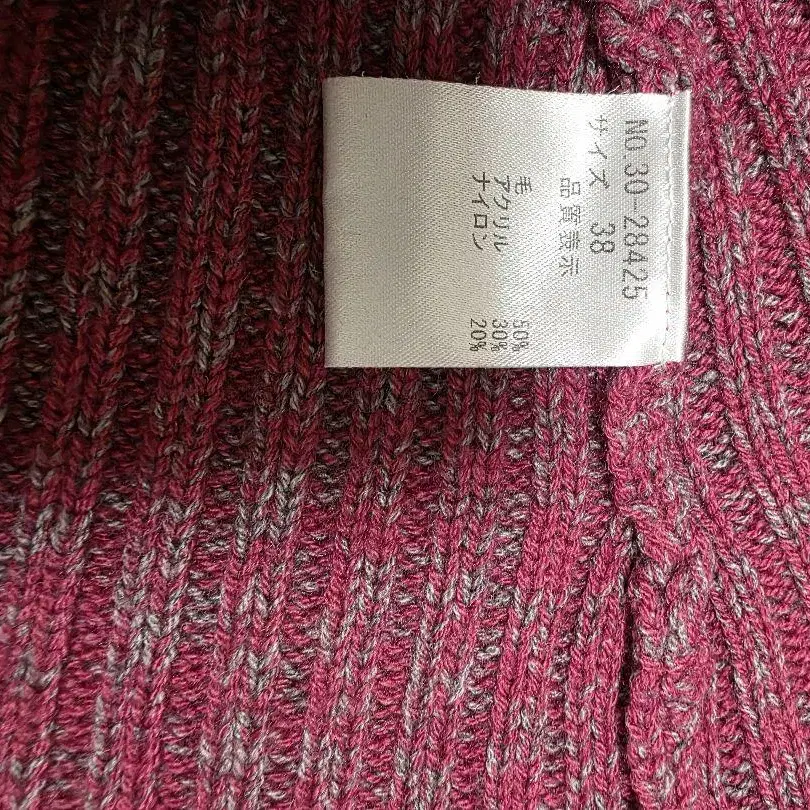 No.30-28425
サイズ 38
品質表示
毛 50%
アクリル 30%
ナイロン 20%